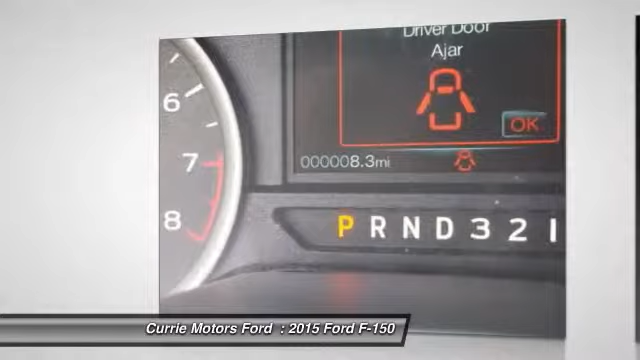 Driver Door
Ajar
OK
6
7
8
000008.3mi
P R N D 3 2 1
Currie Motors Ford : 2015 Ford F-150